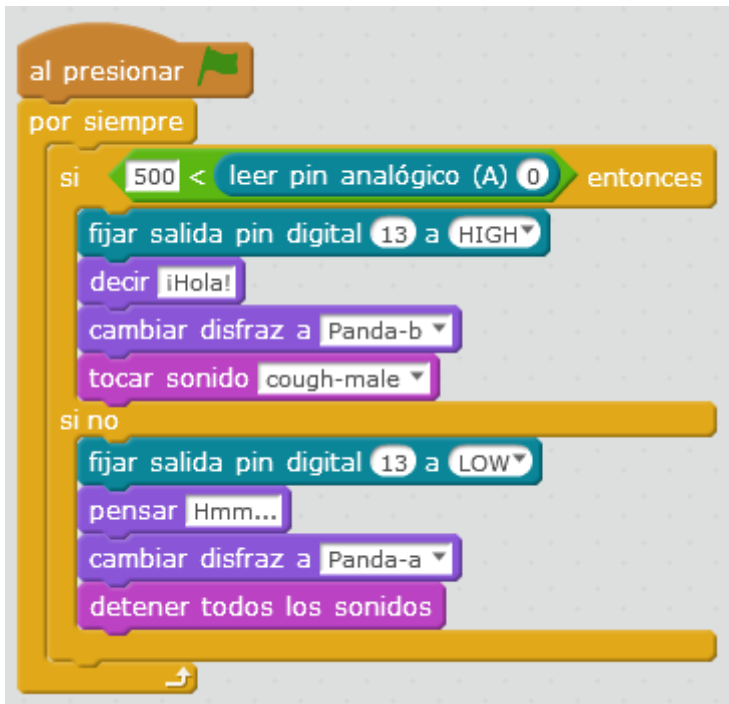 al presionar
por siempre
si 500 < leer pin analógico (A) 0 entonces
fijar salida pin digital 13 a HIGH
decir ¡Hola!
cambiar disfraz a Panda-b
tocar sonido cough-male
si no
fijar salida pin digital 13 a LOW
pensar Hmm...
cambiar disfraz a Panda-a
detener todos los sonidos